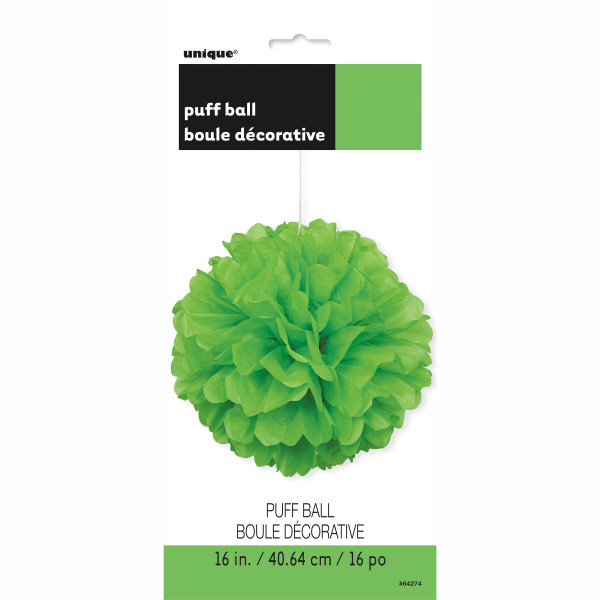 unique®
puff ball
boule décorative
PUFF BALL
BOULE DÉCORATIVE
16 in. / 40.64 cm / 16 po
#64274